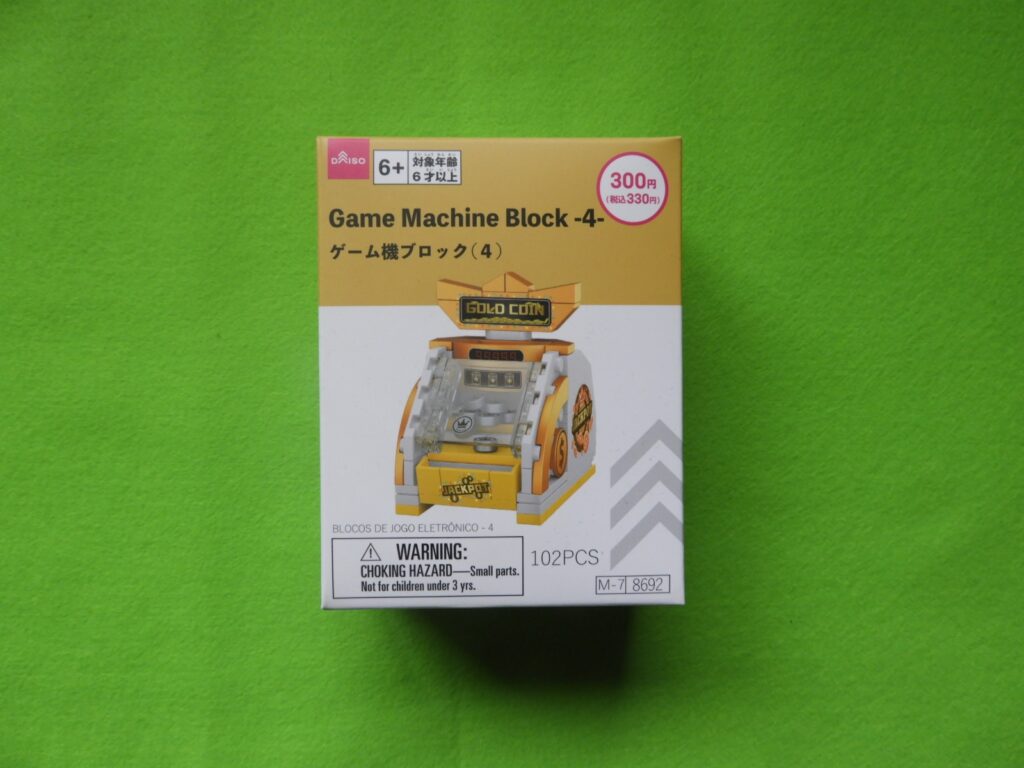 DAISO
6+
対象年齢
6才以上
300円
(税込330円)
Game Machine Block -4-
ゲーム機ブロック(4)
GOLD COIN
JACKPOT
BLOCOS DE JOGO ELETRÔNICO - 4
WARNING:
CHOKING HAZARD—Small parts.
Not for children under 3 yrs.
102PCS
M-7 8692